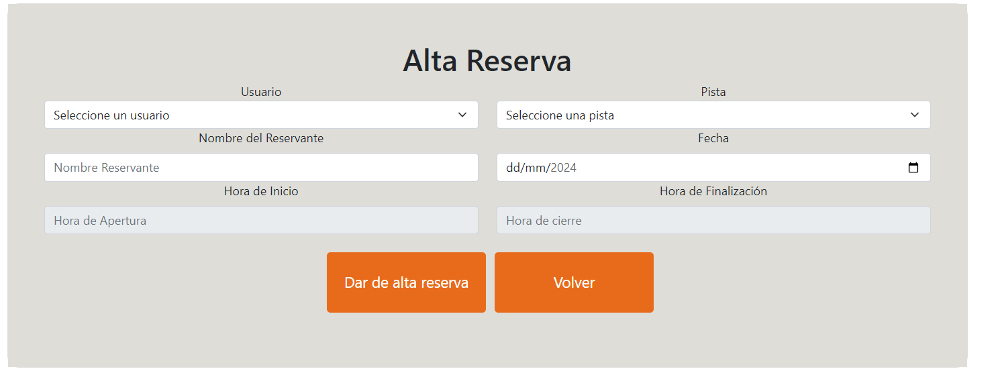 Alta Reserva
Usuario
Pista
Seleccione un usuario
Seleccione una pista
Nombre del Reservante
Fecha
Nombre Reservante
dd/mm/2024
Hora de Inicio
Hora de Finalización
Hora de Apertura
Hora de cierre
Dar de alta reserva
Volver